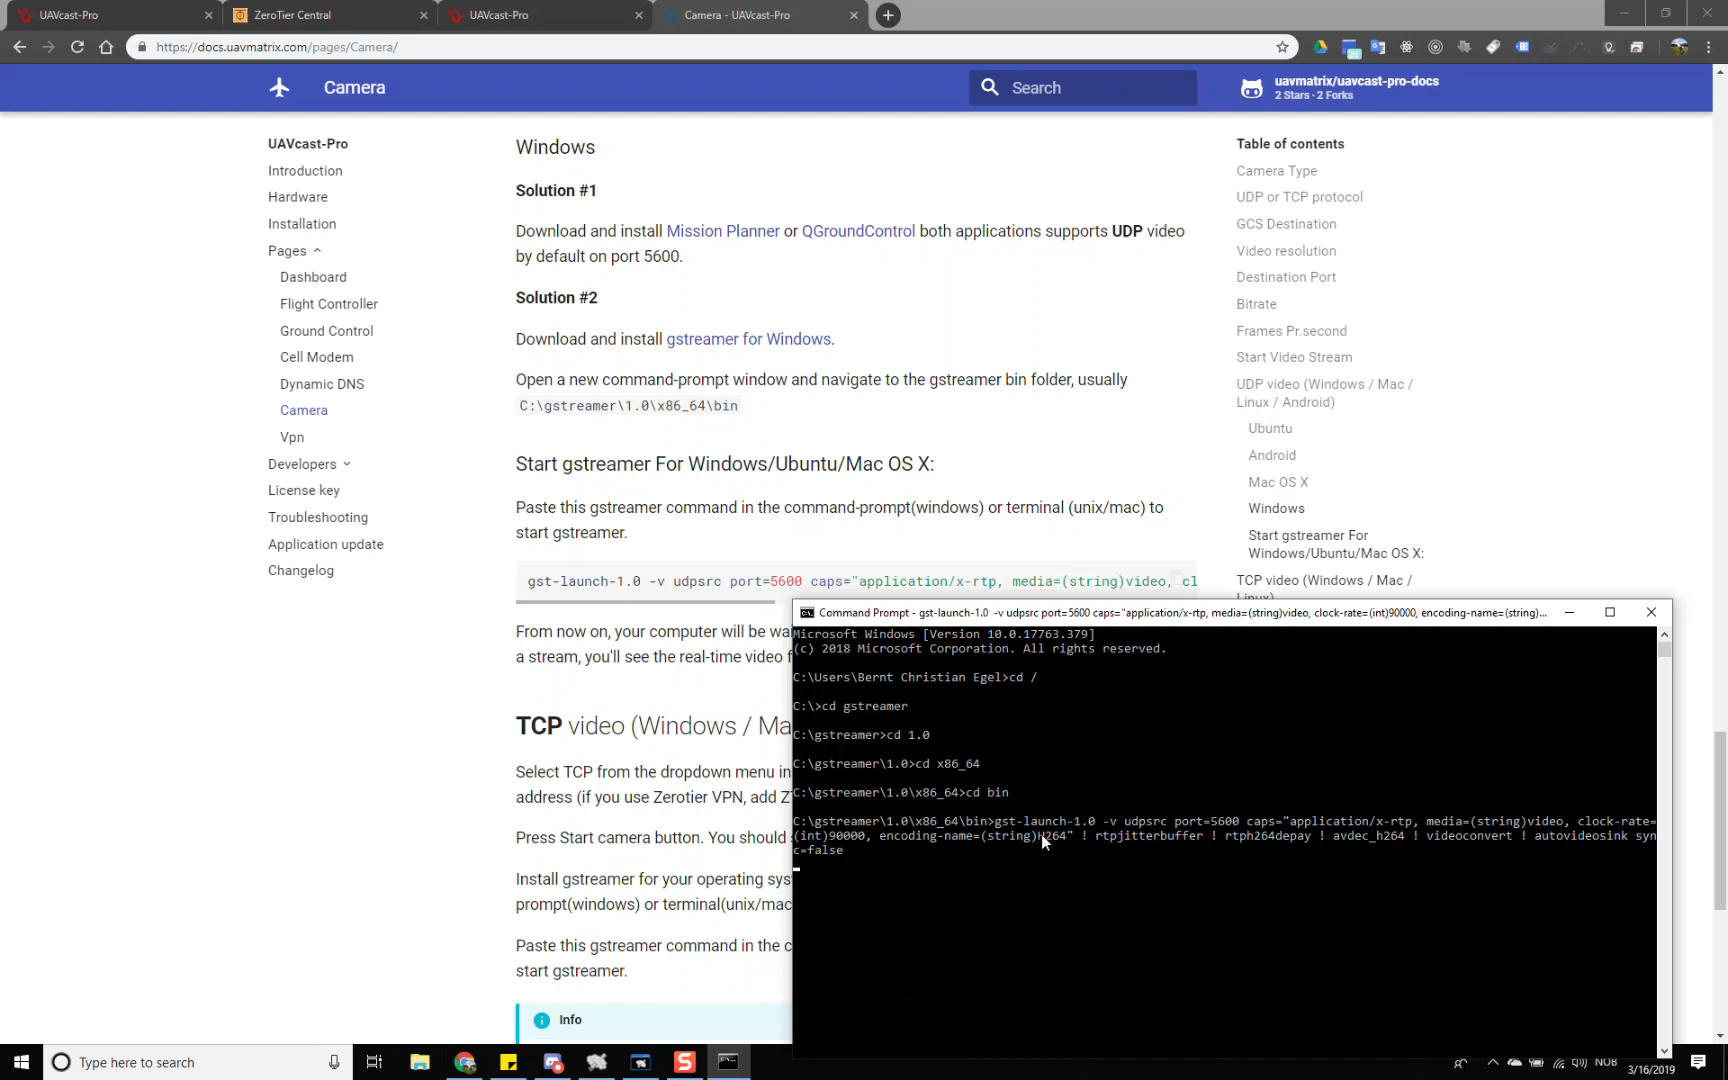 UAVcast-Pro
ZeroTier Central
UAVcast-Pro
Camera - UAVcast-Pro
https://docs.uavmatrix.com/pages/Camera/
Camera
Search
uavmatrix/uavcast-pro-docs
2 Stars · 2 Forks
UAVcast-Pro
Introduction
Hardware
Installation
Pages
Dashboard
Flight Controller
Ground Control
Cell Modem
Dynamic DNS
Camera
Vpn
Developers
License key
Troubleshooting
Application update
Changelog
Windows
Solution #1
Download and install Mission Planner or QGroundControl both applications supports UDP video
by default on port 5600.
Solution #2
Download and install gstreamer for Windows.
Open a new command-prompt window and navigate to the gstreamer bin folder, usually
C:\gstreamer\1.0\x86_64\bin
Start gstreamer For Windows/Ubuntu/Mac OS X:
Paste this gstreamer command in the command-prompt(windows) or terminal (unix/mac) to
start gstreamer.
gst-launch-1.0 -v udpsrc port=5600 caps="application/x-rtp, media=(string)video, cl
From now on, your computer will be wai
a stream, you'll see the real-time video f
TCP video (Windows / Ma
Select TCP from the dropdown menu in
address (if you use Zerotier VPN, add Z
Press Start camera button. You should
Install gstreamer for your operating sys
prompt(windows) or terminal(unix/mac
Paste this gstreamer command in the c
start gstreamer.
Info
Table of contents
Camera Type
UDP or TCP protocol
GCS Destination
Video resolution
Destination Port
Bitrate
Frames Pr.second
Start Video Stream
UDP video (Windows / Mac /
Linux / Android)
Ubuntu
Android
Mac OS X
Windows
Start gstreamer For
Windows/Ubuntu/Mac OS X:
TCP video (Windows / Mac /
Linux)
Command Prompt - gst-launch-1.0 -v udpsrc port=5600 caps="application/x-rtp, media=(string)video, clock-rate=(int)90000, encoding-name=(string)...
Microsoft Windows [Version 10.0.17763.379]
(c) 2018 Microsoft Corporation. All rights reserved.
C:\Users\Bernt Christian Egel>cd /
C:\>cd gstreamer
C:\gstreamer>cd 1.0
C:\gstreamer\1.0>cd x86_64
C:\gstreamer\1.0\x86_64>cd bin
C:\gstreamer\1.0\x86_64\bin>gst-launch-1.0 -v udpsrc port=5600 caps="application/x-rtp, media=(string)video, clock-rate=
(int)90000, encoding-name=(string)H264" ! rtpjitterbuffer ! rtph264depay ! avdec_h264 ! videoconvert ! autovideosink syn
c=false
Type here to search
NOB
3/16/2019